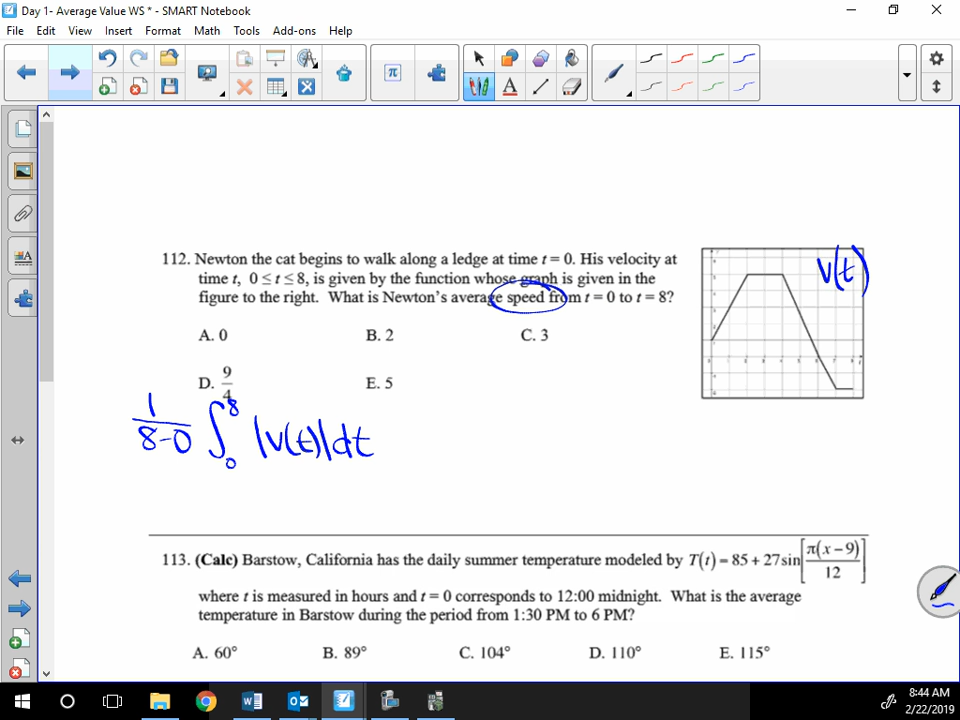 Day 1- Average Value WS * - SMART Notebook
File Edit View Insert Format Math Tools Add-ons Help
112. Newton the cat begins to walk along a ledge at time t = 0. His velocity at
time t, 0 ≤ t ≤ 8, is given by the function whose graph is given in the
figure to the right. What is Newton's average speed from t = 0 to t = 8?
v(t)
A. 0 B. 2 C. 3
D. 9/4 E. 5
1/(8-0) ∫₀⁸ |v(t)|dt
113. (Calc) Barstow, California has the daily summer temperature modeled by T(t) = 85 + 27 sin[π(x − 9)/12]
where t is measured in hours and t = 0 corresponds to 12:00 midnight. What is the average
temperature in Barstow during the period from 1:30 PM to 6 PM?
A. 60° B. 89° C. 104° D. 110° E. 115°
8:44 AM
2/22/2019